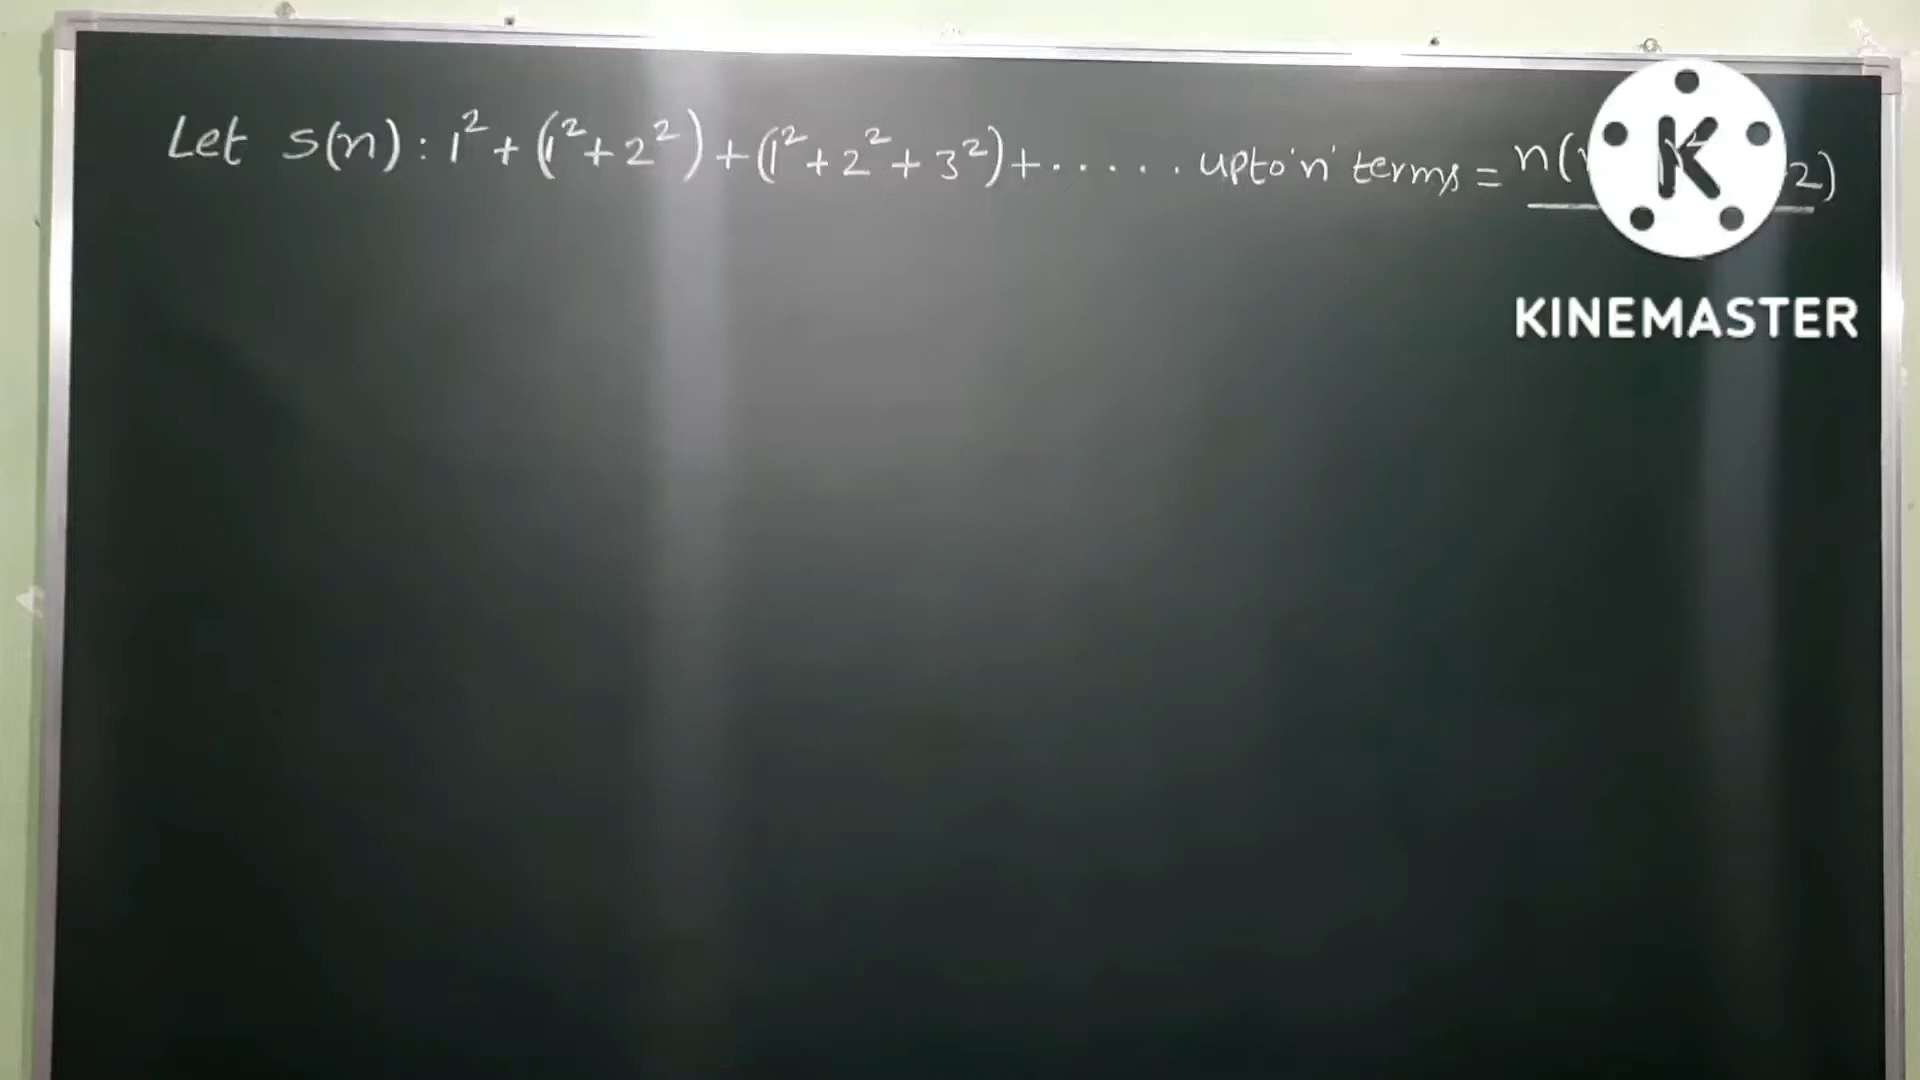 Let S(n): 1² + (1² + 2²) + (1² + 2² + 3²) + ..... upto 'n' terms = n( 2)
K
KINEMASTER